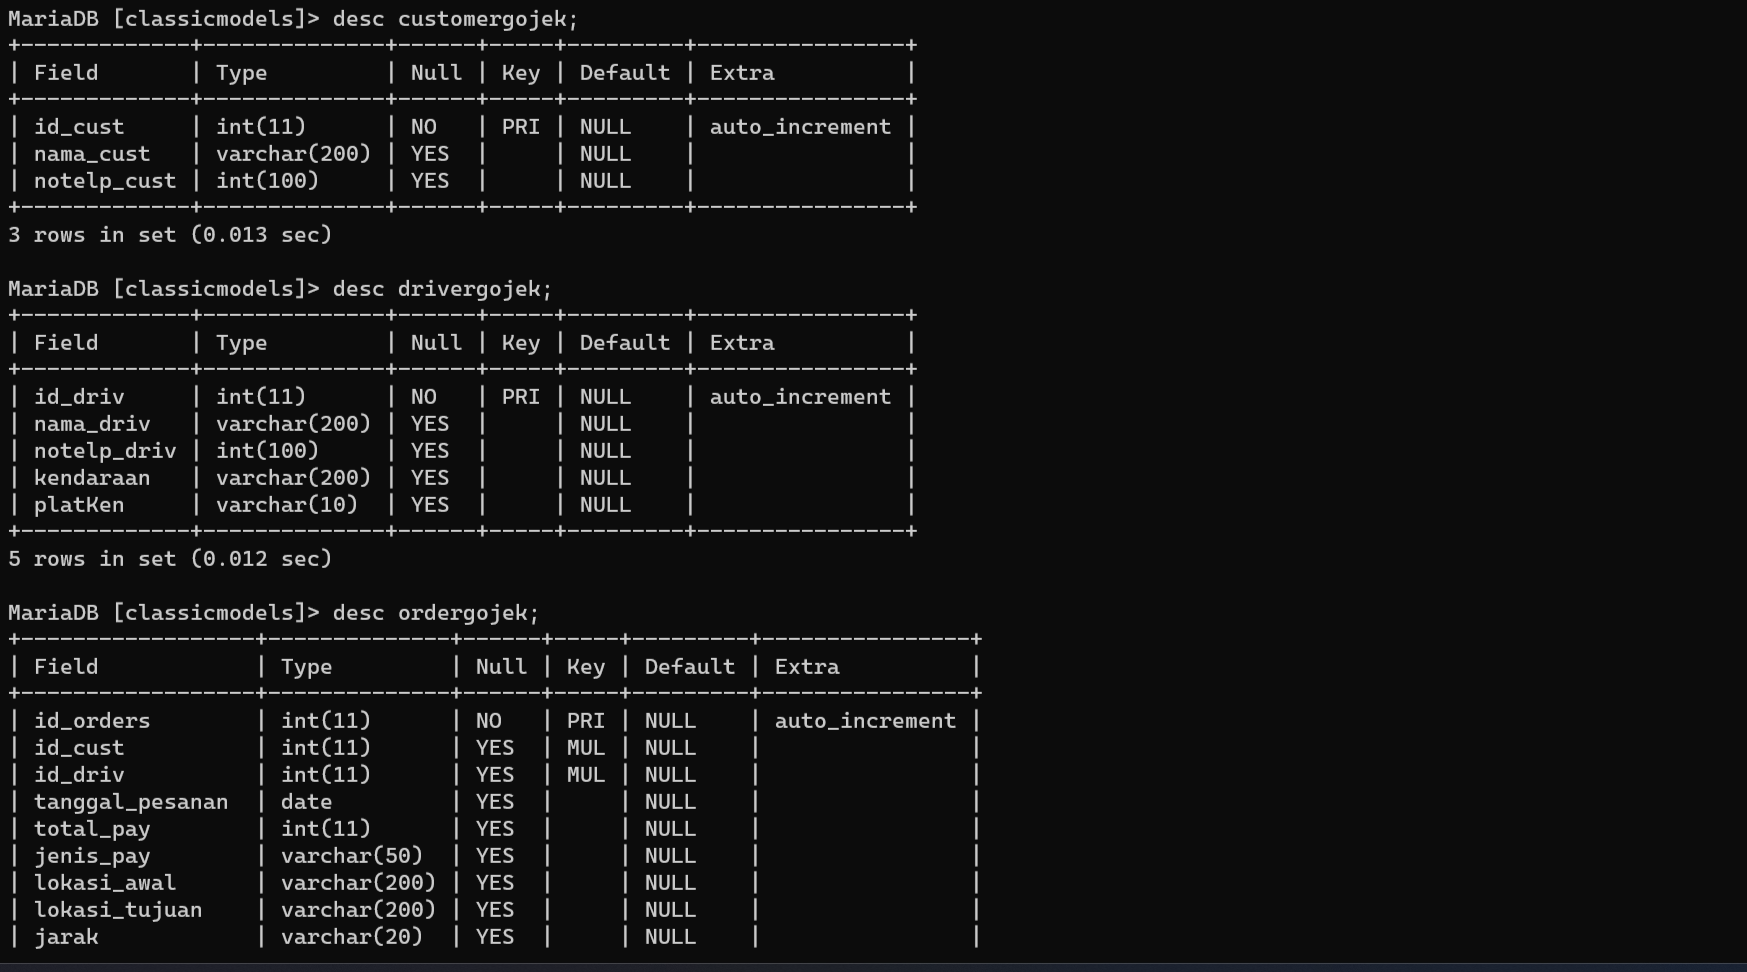 MariaDB [classicmodels]> desc customergojek;
+-------------+--------------+------+-----+---------+----------------+
| Field       | Type         | Null | Key | Default | Extra          |
+-------------+--------------+------+-----+---------+----------------+
| id_cust     | int(11)      | NO   | PRI | NULL    | auto_increment |
| nama_cust   | varchar(200) | YES  |     | NULL    |                |
| notelp_cust | int(100)     | YES  |     | NULL    |                |
+-------------+--------------+------+-----+---------+----------------+
3 rows in set (0.013 sec)

MariaDB [classicmodels]> desc drivergojek;
+-------------+--------------+------+-----+---------+----------------+
| Field       | Type         | Null | Key | Default | Extra          |
+-------------+--------------+------+-----+---------+----------------+
| id_driv     | int(11)      | NO   | PRI | NULL    | auto_increment |
| nama_driv   | varchar(200) | YES  |     | NULL    |                |
| notelp_driv | int(100)     | YES  |     | NULL    |                |
| kendaraan   | varchar(200) | YES  |     | NULL    |                |
| platKen     | varchar(10)  | YES  |     | NULL    |                |
+-------------+--------------+------+-----+---------+----------------+
5 rows in set (0.012 sec)

MariaDB [classicmodels]> desc ordergojek;
+------------------+--------------+------+-----+---------+----------------+
| Field            | Type         | Null | Key | Default | Extra          |
+------------------+--------------+------+-----+---------+----------------+
| id_orders        | int(11)      | NO   | PRI | NULL    | auto_increment |
| id_cust          | int(11)      | YES  | MUL | NULL    |                |
| id_driv          | int(11)      | YES  | MUL | NULL    |                |
| tanggal_pesanan  | date         | YES  |     | NULL    |                |
| total_pay        | int(11)      | YES  |     | NULL    |                |
| jenis_pay        | varchar(50)  | YES  |     | NULL    |                |
| lokasi_awal      | varchar(200) | YES  |     | NULL    |                |
| lokasi_tujuan    | varchar(200) | YES  |     | NULL    |                |
| jarak            | varchar(20)  | YES  |     | NULL    |                |